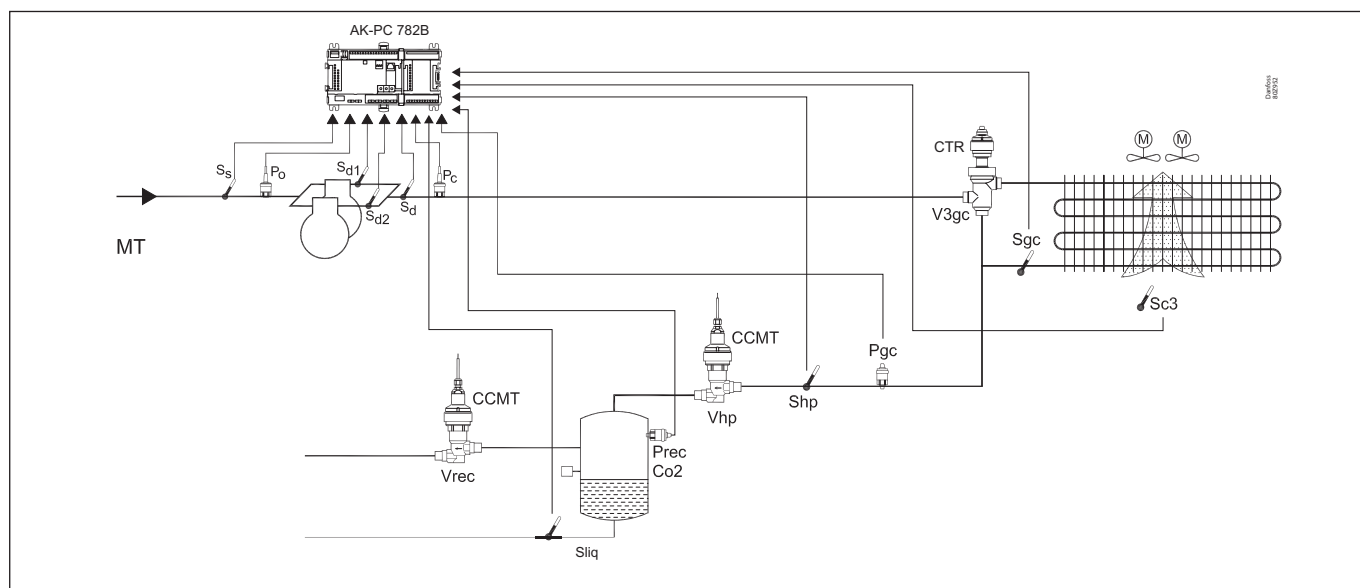 AK-PC 782B
Danfoss
80Z952
M M
CTR
Ss
Po
Sd1
Sd2
Sd
Pc
V3gc
MT
Sgc
Sc3
CCMT
Pgc
CCMT
Vhp
Shp
Vrec
Prec
Co2
Sliq